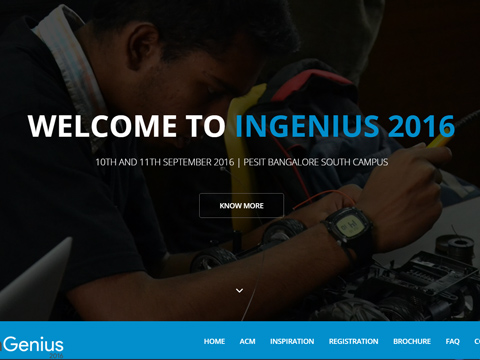 WELCOME TO INGENIUS 2016
10TH AND 11TH SEPTEMBER 2016 | PESIT BANGALORE SOUTH CAMPUS
KNOW MORE
Genius
HOME ACM INSPIRATION REGISTRATION BROCHURE FAQ